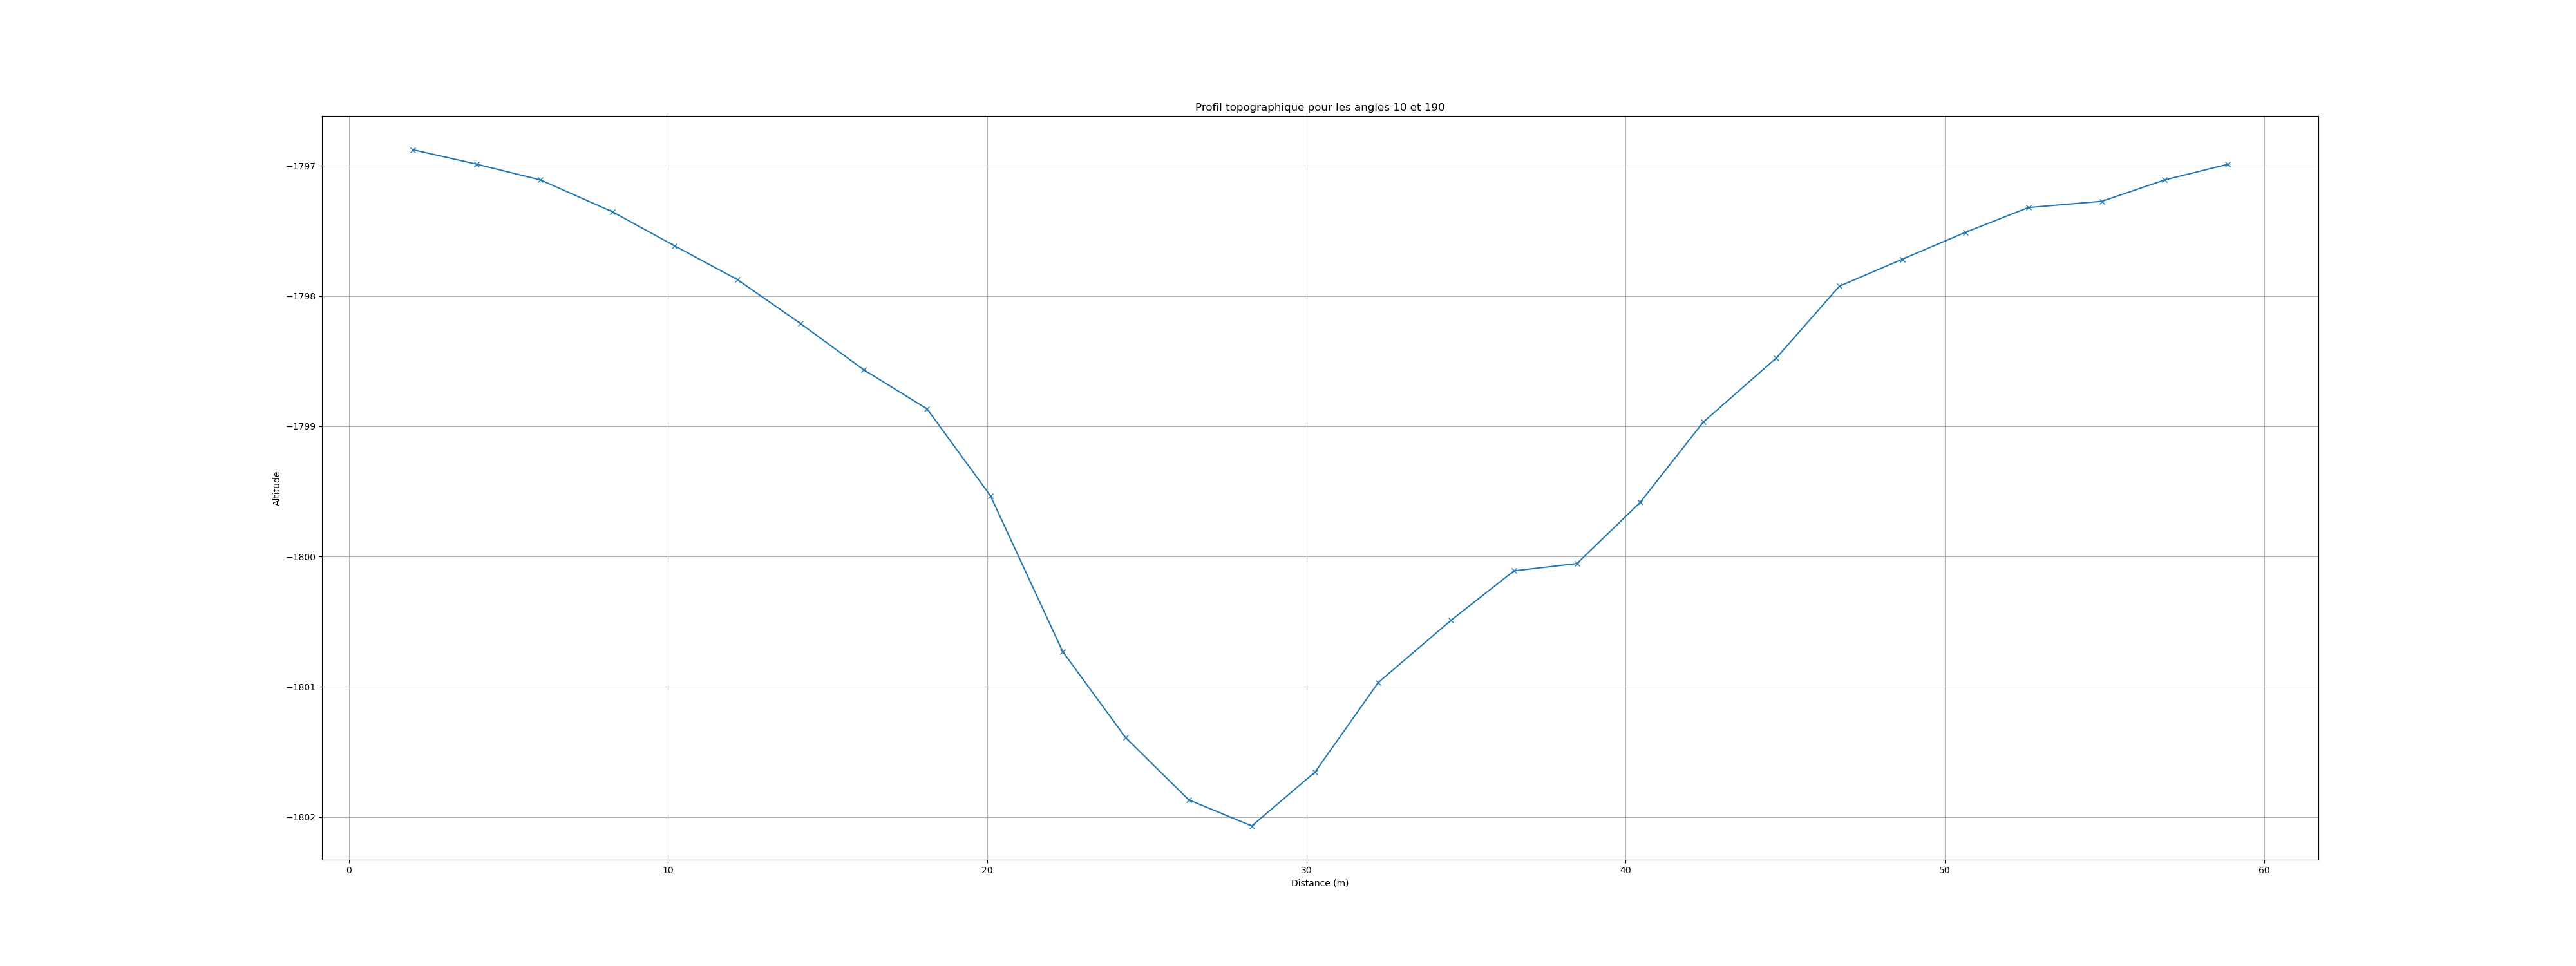 Profil topographique pour les angles 10 et 190
Altitude
−1797
−1798
−1799
−1800
−1801
−1802
0 10 20 30 40 50 60
Distance (m)